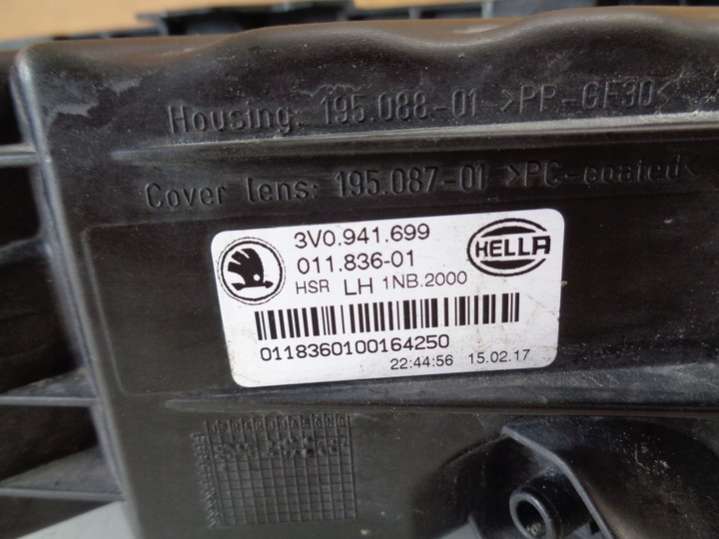 Housing: 195.088-01 >PP-GF30<
Cover lens: 195.087-01 >PC-coated<
3V0.941.699
HELLA
011.836-01
HSR LH 1NB.2000
0118360100164250
22:44:56 15.02.17